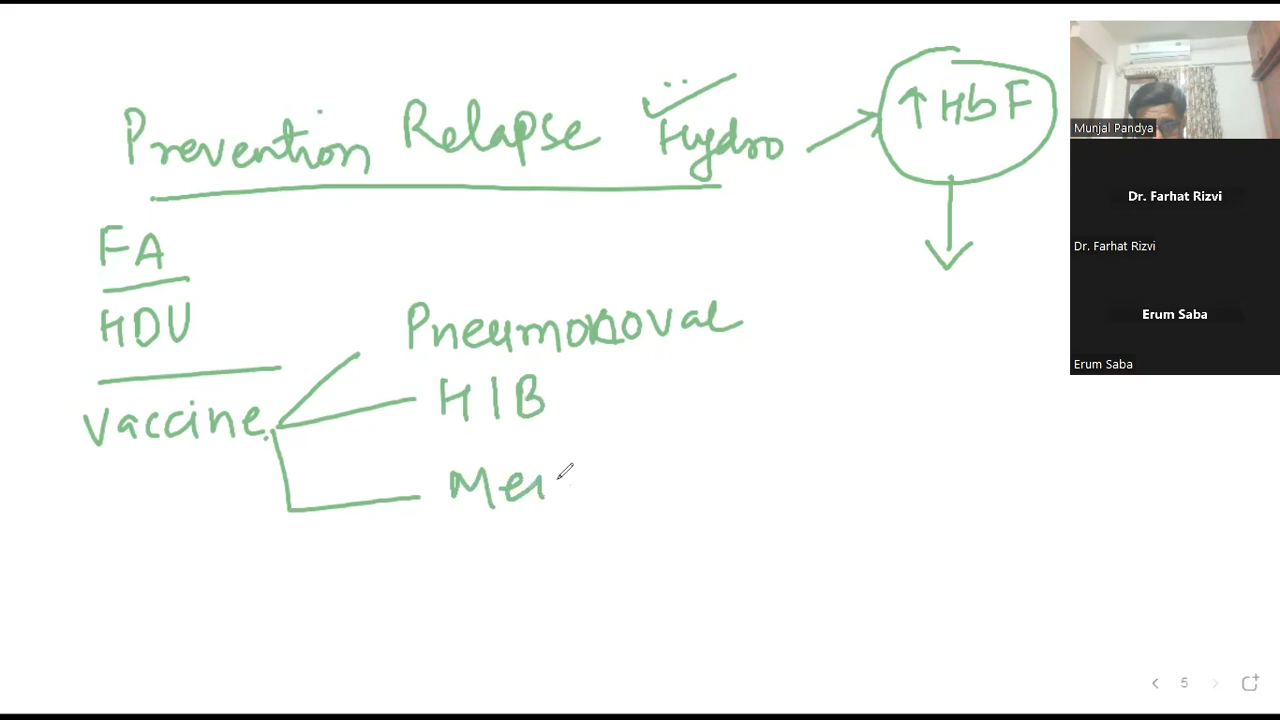 Prevention Relapse Hydro ↑ HbF
FA
HDU
Vaccine
HIB
Men
Munjal Pandya
Dr. Farhat Rizvi
Dr. Farhat Rizvi
Erum Saba
Erum Saba
5